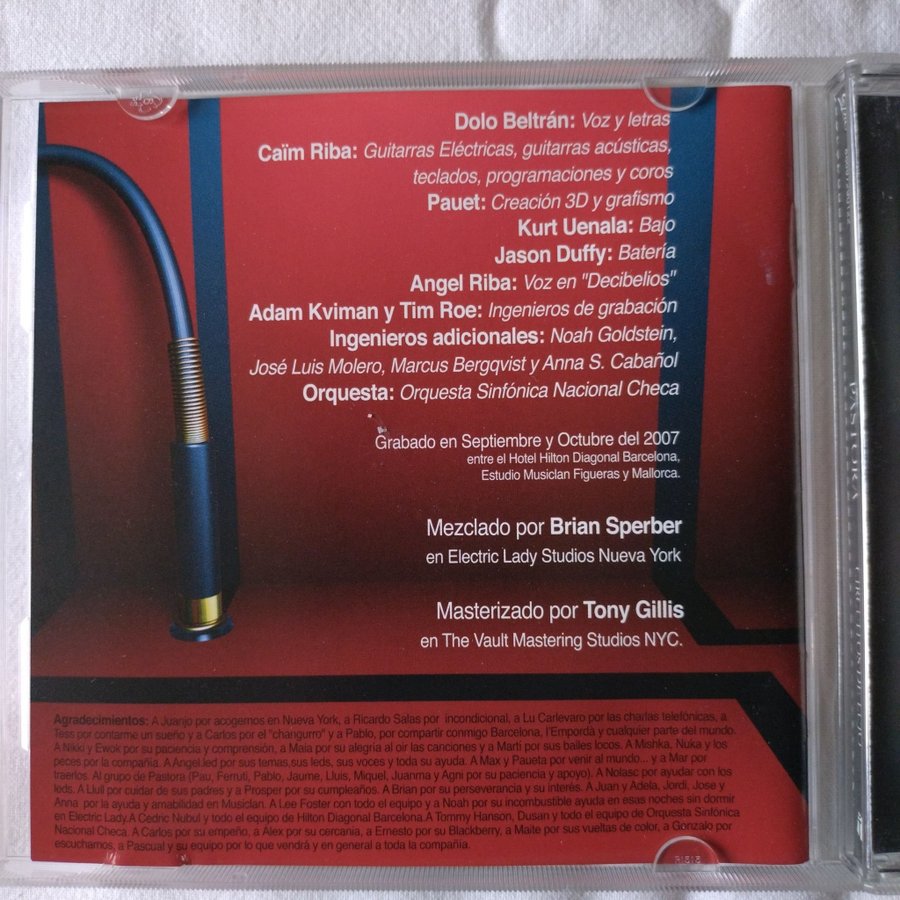 Dolo Beltrán: Voz y letras
Caïm Riba: Guitarras Eléctricas, guitarras acústicas,
teclados, programaciones y coros
Pauet: Creación 3D y grafismo
Kurt Uenala: Bajo
Jason Duffy: Batería
Angel Riba: Voz en "Decibelios"
Adam Kviman y Tim Roe: Ingenieros de grabación
Ingenieros adicionales: Noah Goldstein,
José Luis Molero, Marcus Bergqvist y Anna S. Cabañol
Orquesta: Orquesta Sinfónica Nacional Checa
Grabado en Septiembre y Octubre del 2007
entre el Hotel Hilton Diagonal Barcelona,
Estudio Musiclan Figueras y Mallorca.
Mezclado por Brian Sperber
en Electric Lady Studios Nueva York
Masterizado por Tony Gillis
en The Vault Mastering Studios NYC.
Agradecimientos: A Juanjo por acogernos en Nueva York, a Ricardo Salas por incondicional, a Lu Carlevaro por las charlas telefónicas, a
Tess por contarme un sueño y a Carlos por el "changurro" y a Pablo, por compartir conmigo Barcelona, l'Empordà y cualquier parte del mundo.
A Nikki y Ewok por su paciencia y comprensión, a Maia por su alegria al oir las canciones y a Martí por sus bailes locos. A Mishka, Nuka y los
peces por la compañia. A Angel.led por sus temas,sus leds, sus voces y toda su ayuda. A Max y Paueta por venir al mundo... y a Mar por
traerlos. Al grupo de Pastora (Pau, Ferruti, Pablo, Jaume, Lluis, Miquel, Juanma y Agni por su paciencia y apoyo). A Nolasc por ayudar con los
leds. A Llull por cuidar de sus padres y a Prosper por su cumpleaños. A Brian por su perseverancia y su interés. A Juan y Adela, Jordi, Jose y
Anna por la ayuda y amabilidad en Musiclan. A Lee Foster con todo el equipo y a Noah por su incombustible ayuda en esas noches sin dormir
en Electric Lady.A Cedric Nubul y todo el equipo de Hilton Diagonal Barcelona.A Tommy Hanson, Dusan y todo el equipo de Orquesta Sinfónica
Nacional Checa. A Carlos por su empeño, a Alex por su cercania, a Ernesto por su Blackberry, a Maite por sus vueltas de color, a Gonzalo por
escucharnos, a Pascual y su equipo por lo que vendrá y en general a toda la compañia.
PASTORA